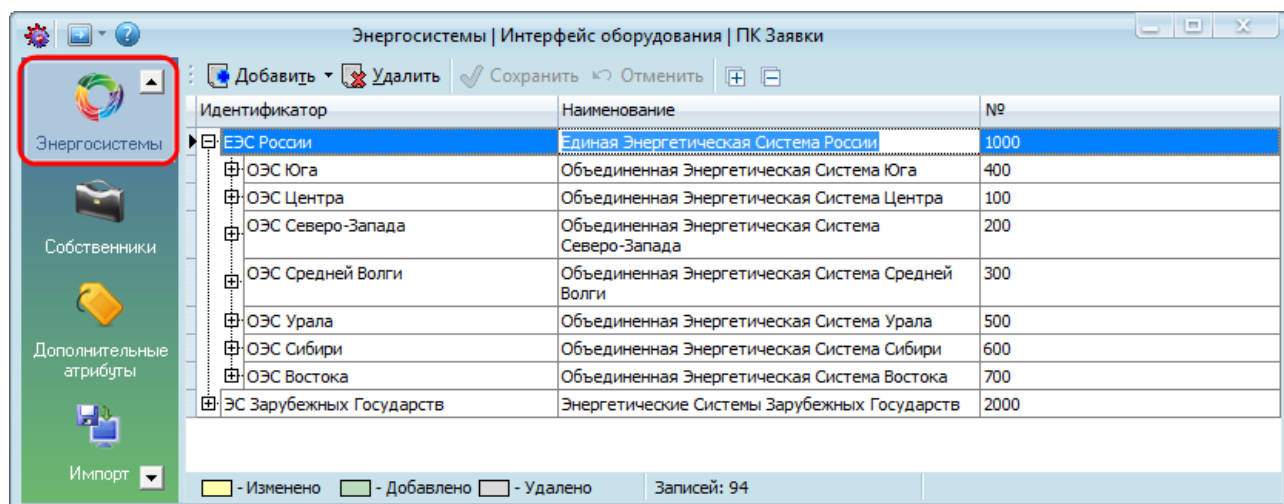 Энергосистемы | Интерфейс оборудования | ПК Заявки
Добавить Удалить Сохранить Отменить
Энергосистемы
Собственники
Дополнительные
атрибуты
Импорт
Идентификатор Наименование №
ЕЭС России Единая Энергетическая Система России 1000
ОЭС Юга Объединенная Энергетическая Система Юга 400
ОЭС Центра Объединенная Энергетическая Система Центра 100
ОЭС Северо-Запада Объединенная Энергетическая Система 200
Северо-Запада
ОЭС Средней Волги Объединенная Энергетическая Система Средней 300
Волги
ОЭС Урала Объединенная Энергетическая Система Урала 500
ОЭС Сибири Объединенная Энергетическая Система Сибири 600
ОЭС Востока Объединенная Энергетическая Система Востока 700
ЭС Зарубежных Государств Энергетические Системы Зарубежных Государств 2000
- Изменено - Добавлено - Удалено Записей: 94